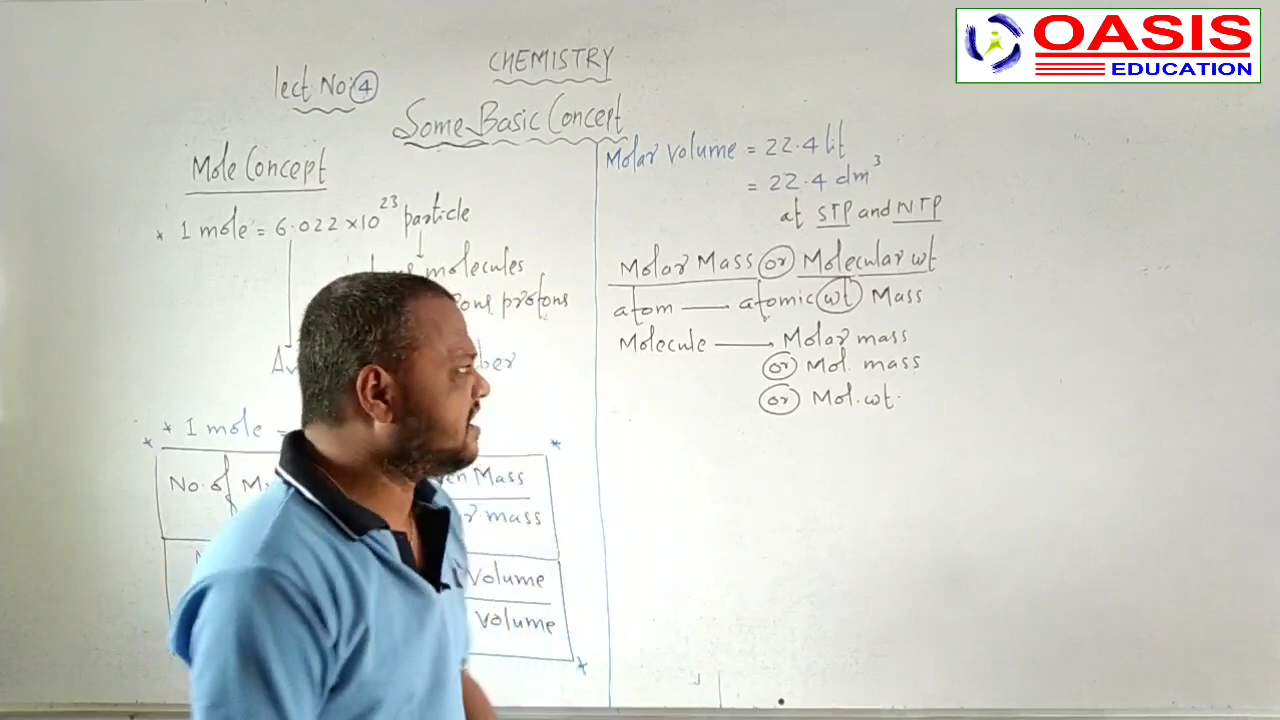 OASIS
EDUCATION
CHEMISTRY
lect No: 4
Some Basic Concept
Mole Concept
* 1 mole = 6.022 × 10²³ particle
molecules
protons
* 1 mole =
No. of
Mass
mass
Volume
Volume
Molar volume = 22.4 lit
= 22.4 dm³
at STP and NTP
Molar Mass or Molecular wt
atom — atomic wt Mass
Molecule — Molar mass
or Mol. mass
or Mol. wt.